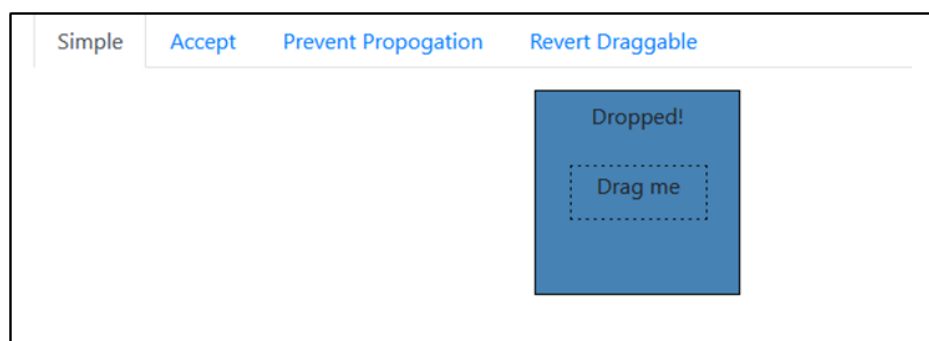 Simple Accept Prevent Propogation Revert Draggable
Dropped!
Drag me